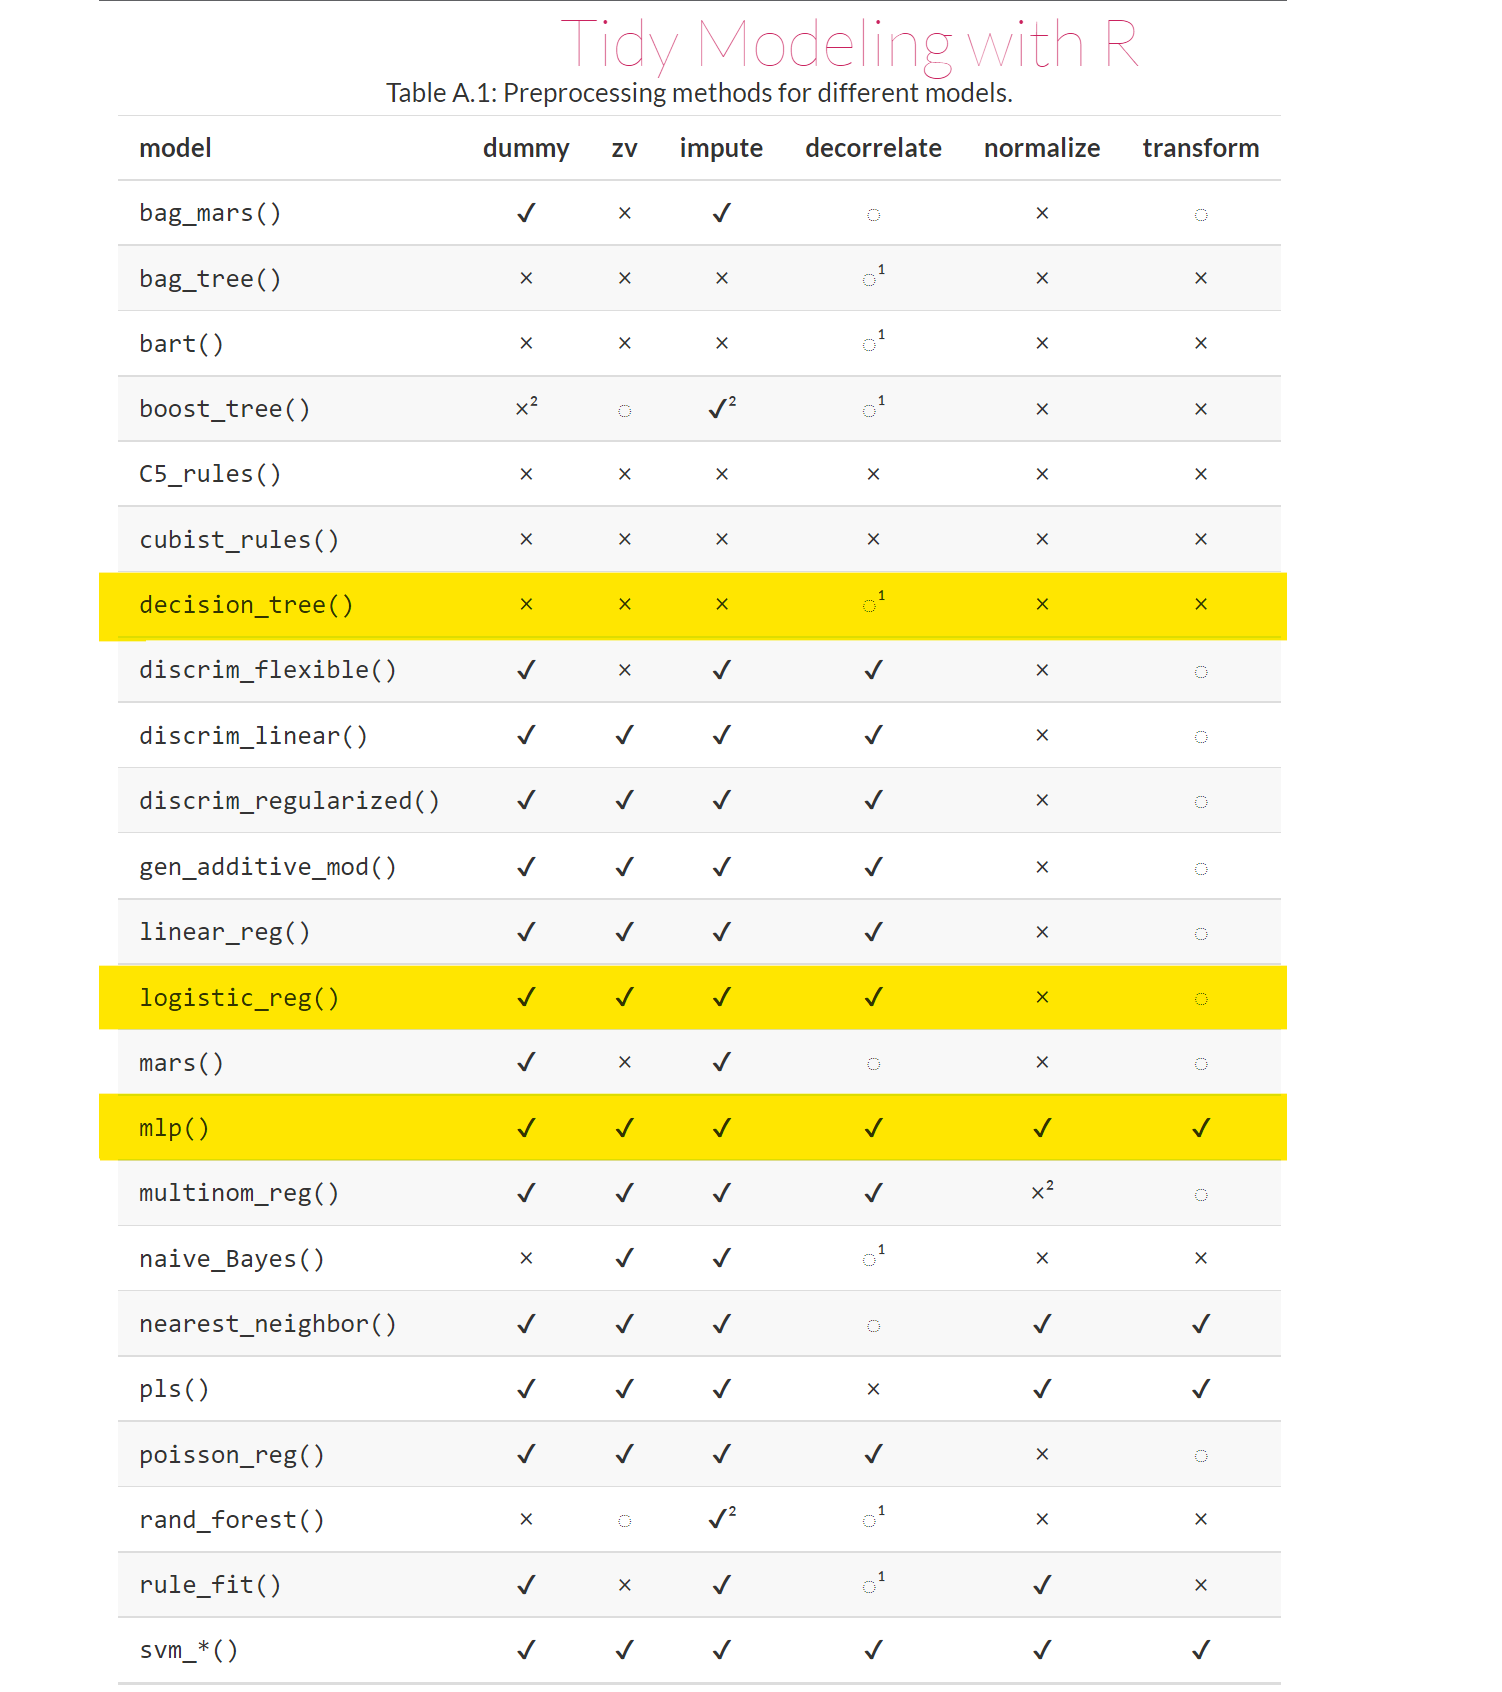 Tidy Modeling with R
Table A.1: Preprocessing methods for different models.
model dummy zv impute decorrelate normalize transform
bag_mars() ✓ × ✓ ◌ × ◌
bag_tree() × × × ◌¹ × ×
bart() × × × ◌¹ × ×
boost_tree() ײ ◌ ✓² ◌¹ × ×
C5_rules() × × × × × ×
cubist_rules() × × × × × ×
decision_tree() × × × ◌¹ × ×
discrim_flexible() ✓ × ✓ ✓ × ◌
discrim_linear() ✓ ✓ ✓ ✓ × ◌
discrim_regularized() ✓ ✓ ✓ ✓ × ◌
gen_additive_mod() ✓ ✓ ✓ ✓ × ◌
linear_reg() ✓ ✓ ✓ ✓ × ◌
logistic_reg() ✓ ✓ ✓ ✓ × ◌
mars() ✓ × ✓ ◌ × ◌
mlp() ✓ ✓ ✓ ✓ ✓ ✓
multinom_reg() ✓ ✓ ✓ ✓ ײ ◌
naive_Bayes() × ✓ ✓ ◌¹ × ×
nearest_neighbor() ✓ ✓ ✓ ◌ ✓ ✓
pls() ✓ ✓ ✓ × ✓ ✓
poisson_reg() ✓ ✓ ✓ ✓ × ◌
rand_forest() × ◌ ✓² ◌¹ × ×
rule_fit() ✓ × ✓ ◌¹ ✓ ×
svm_*() ✓ ✓ ✓ ✓ ✓ ✓